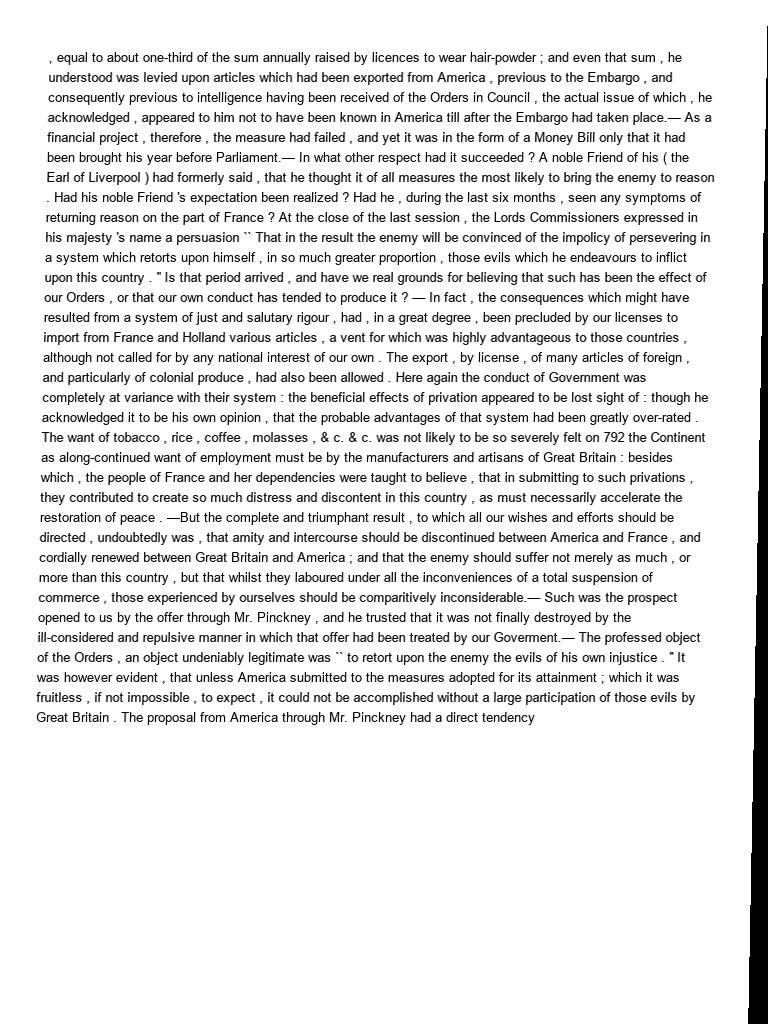 , equal to about one-third of the sum annually raised by licences to wear hair-powder ; and even that sum , he
understood was levied upon articles which had been exported from America , previous to the Embargo , and
consequently previous to intelligence having been received of the Orders in Council , the actual issue of which , he
acknowledged , appeared to him not to have been known in America till after the Embargo had taken place.— As a
financial project , therefore , the measure had failed , and yet it was in the form of a Money Bill only that it had
been brought his year before Parliament.— In what other respect had it succeeded ? A noble Friend of his ( the
Earl of Liverpool ) had formerly said , that he thought it of all measures the most likely to bring the enemy to reason
. Had his noble Friend 's expectation been realized ? Had he , during the last six months , seen any symptoms of
returning reason on the part of France ? At the close of the last session , the Lords Commissioners expressed in
his majesty 's name a persuasion `` That in the result the enemy will be convinced of the impolicy of persevering in
a system which retorts upon himself , in so much greater proportion , those evils which he endeavours to inflict
upon this country . " Is that period arrived , and have we real grounds for believing that such has been the effect of
our Orders , or that our own conduct has tended to produce it ? — In fact , the consequences which might have
resulted from a system of just and salutary rigour , had , in a great degree , been precluded by our licenses to
import from France and Holland various articles , a vent for which was highly advantageous to those countries ,
although not called for by any national interest of our own . The export , by license , of many articles of foreign ,
and particularly of colonial produce , had also been allowed . Here again the conduct of Government was
completely at variance with their system : the beneficial effects of privation appeared to be lost sight of : though he
acknowledged it to be his own opinion , that the probable advantages of that system had been greatly over-rated .
The want of tobacco , rice , coffee , molasses , & c. & c. was not likely to be so severely felt on 792 the Continent
as along-continued want of employment must be by the manufacturers and artisans of Great Britain : besides
which , the people of France and her dependencies were taught to believe , that in submitting to such privations ,
they contributed to create so much distress and discontent in this country , as must necessarily accelerate the
restoration of peace . —But the complete and triumphant result , to which all our wishes and efforts should be
directed , undoubtedly was , that amity and intercourse should be discontinued between America and France , and
cordially renewed between Great Britain and America ; and that the enemy should suffer not merely as much , or
more than this country , but that whilst they laboured under all the inconveniences of a total suspension of
commerce , those experienced by ourselves should be comparitively inconsiderable.— Such was the prospect
opened to us by the offer through Mr. Pinckney , and he trusted that it was not finally destroyed by the
ill-considered and repulsive manner in which that offer had been treated by our Goverment.— The professed object
of the Orders , an object undeniably legitimate was `` to retort upon the enemy the evils of his own injustice . " It
was however evident , that unless America submitted to the measures adopted for its attainment ; which it was
fruitless , if not impossible , to expect , it could not be accomplished without a large participation of those evils by
Great Britain . The proposal from America through Mr. Pinckney had a direct tendency